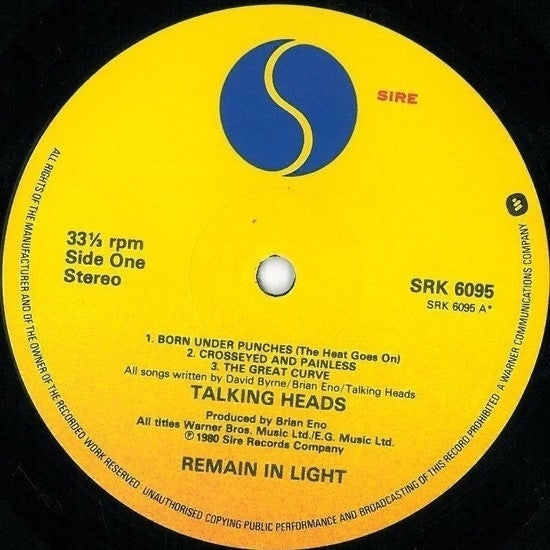 SIRE
33⅓ rpm
Side One
Stereo
SRK 6095
SRK 6095 A*
1. BORN UNDER PUNCHES (The Heat Goes On)
2. CROSSEYED AND PAINLESS
3. THE GREAT CURVE
All songs written by David Byrne/Brian Eno/Talking Heads
TALKING HEADS
Produced by Brian Eno
All titles Warner Bros. Music Ltd./E.G. Music Ltd.
℗ 1980 Sire Records Company
REMAIN IN LIGHT
ALL RIGHTS OF THE MANUFACTURER AND OF THE OWNER OF THE RECORDED WORK RESERVED UNAUTHORISED COPYING PUBLIC PERFORMANCE AND BROADCASTING OF THIS RECORD PROHIBITED A WARNER COMMUNICATIONS COMPANY